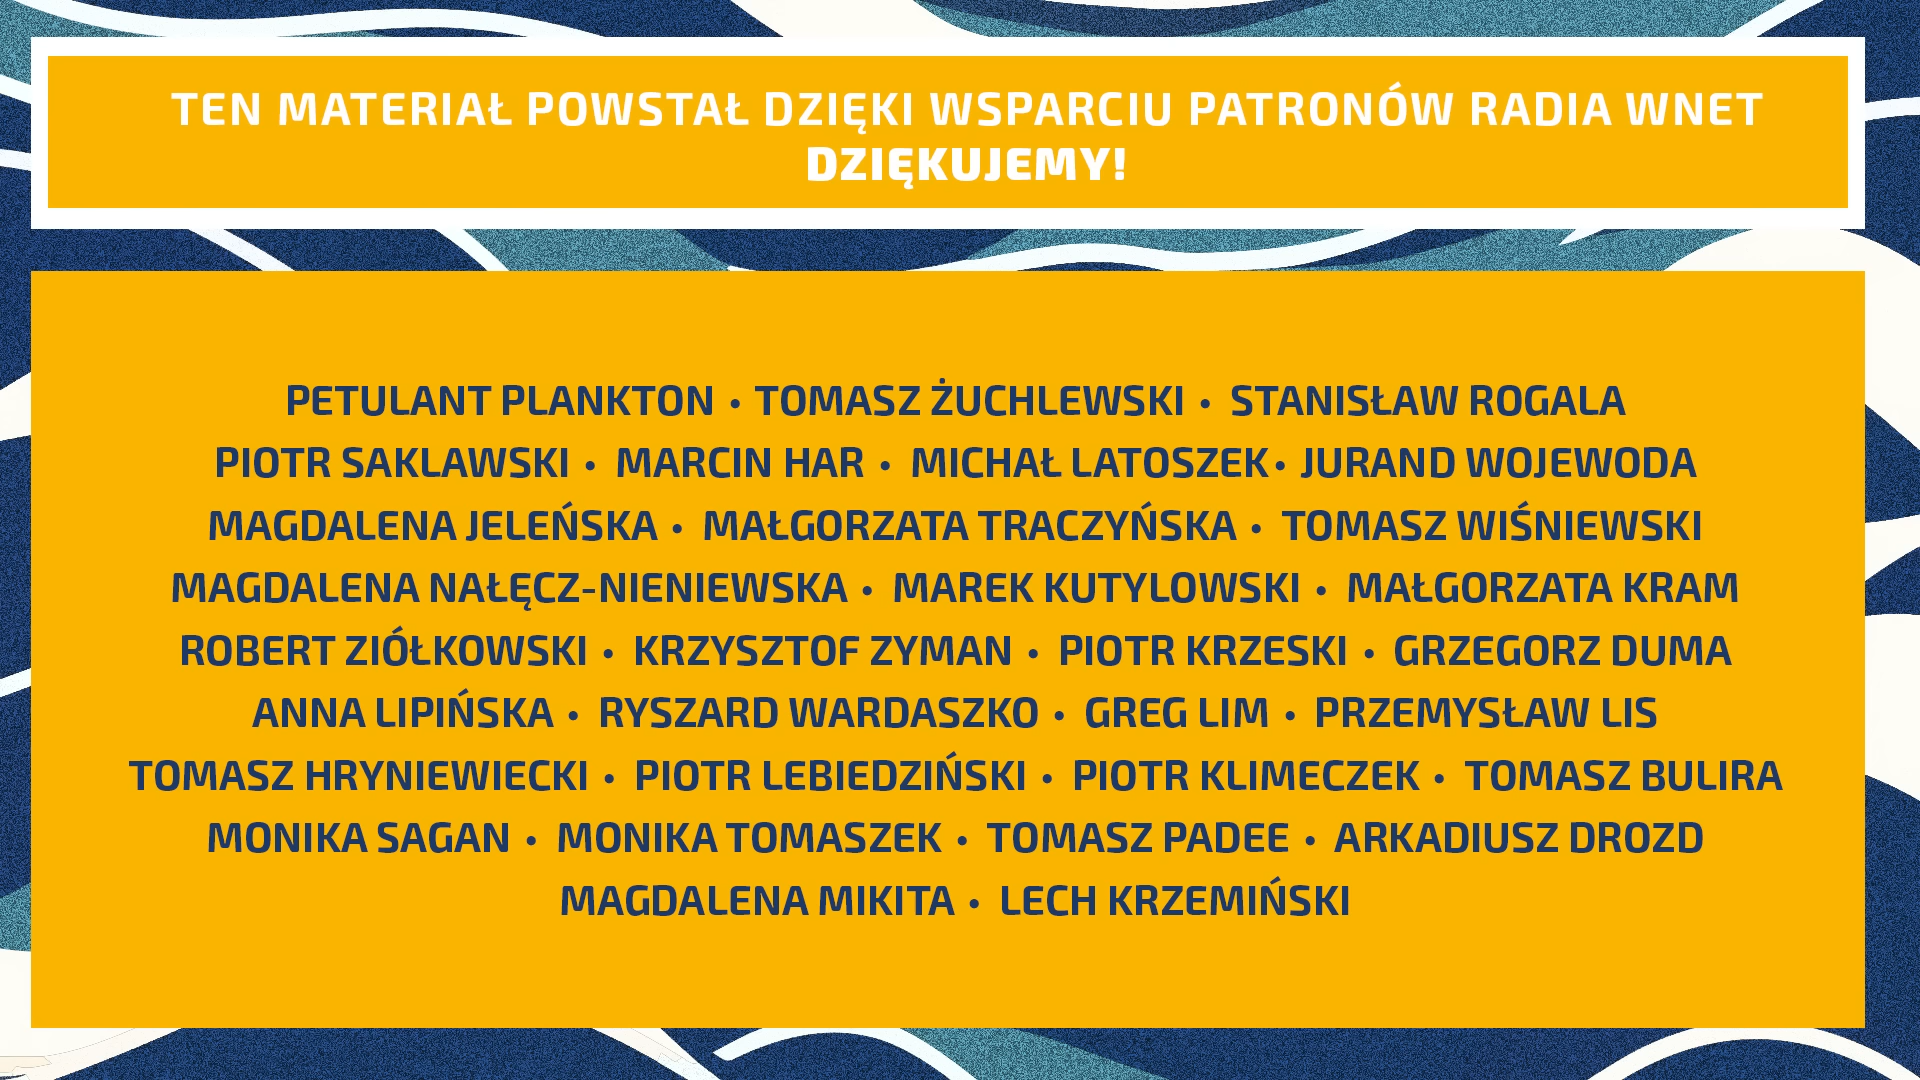 TEN MATERIAŁ POWSTAŁ DZIĘKI WSPARCIU PATRONÓW RADIA WNET
DZIĘKUJEMY!
PETULANT PLANKTON • TOMASZ ŻUCHLEWSKI • STANISŁAW ROGALA
PIOTR SAKLAWSKI • MARCIN HAR • MICHAŁ LATOSZEK • JURAND WOJEWODA
MAGDALENA JELEŃSKA • MAŁGORZATA TRACZYŃSKA • TOMASZ WIŚNIEWSKI
MAGDALENA NAŁĘCZ-NIENIEWSKA • MAREK KUTYLOWSKI • MAŁGORZATA KRAM
ROBERT ZIÓŁKOWSKI • KRZYSZTOF ZYMAN • PIOTR KRZESKI • GRZEGORZ DUMA
ANNA LIPIŃSKA • RYSZARD WARDASZKO • GREG LIM • PRZEMYSŁAW LIS
TOMASZ HRYNIEWIECKI • PIOTR LEBIEDZIŃSKI • PIOTR KLIMECZEK • TOMASZ BULIRA
MONIKA SAGAN • MONIKA TOMASZEK • TOMASZ PADEE • ARKADIUSZ DROZD
MAGDALENA MIKITA • LECH KRZEMIŃSKI